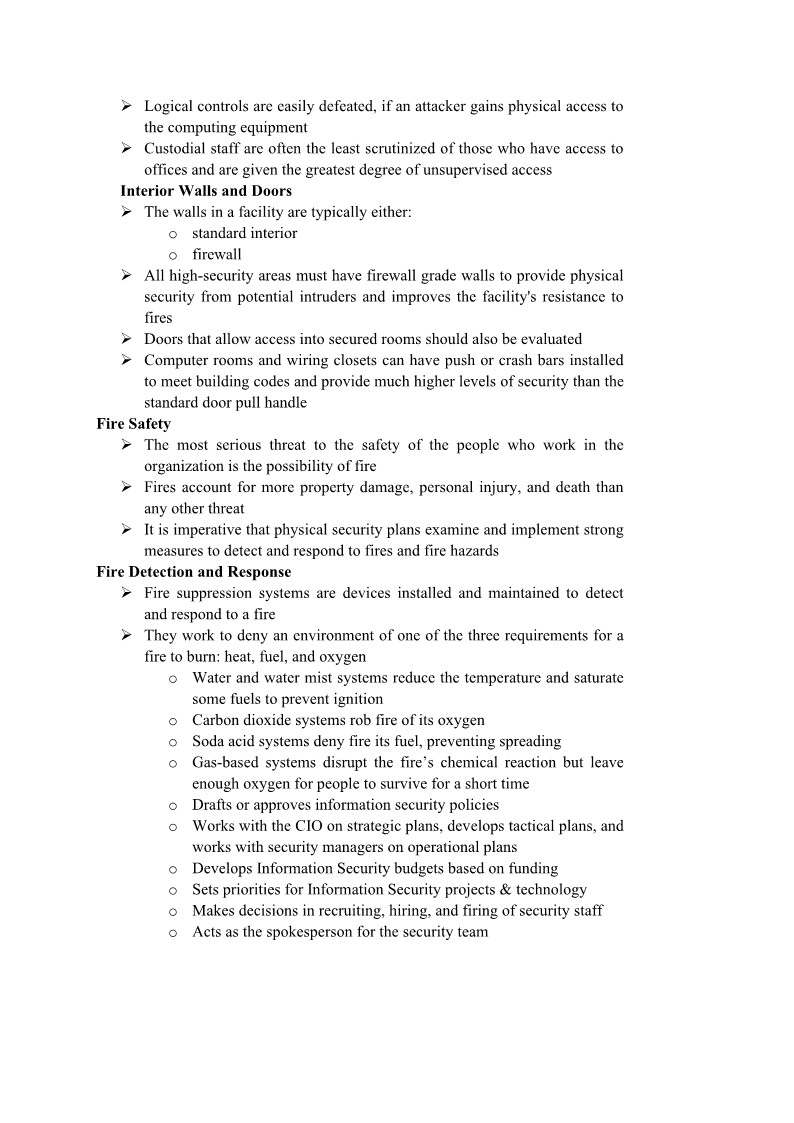 ➢ Logical controls are easily defeated, if an attacker gains physical access to
the computing equipment
➢ Custodial staff are often the least scrutinized of those who have access to
offices and are given the greatest degree of unsupervised access
Interior Walls and Doors
➢ The walls in a facility are typically either:
o standard interior
o firewall
➢ All high-security areas must have firewall grade walls to provide physical
security from potential intruders and improves the facility's resistance to
fires
➢ Doors that allow access into secured rooms should also be evaluated
➢ Computer rooms and wiring closets can have push or crash bars installed
to meet building codes and provide much higher levels of security than the
standard door pull handle
Fire Safety
➢ The most serious threat to the safety of the people who work in the
organization is the possibility of fire
➢ Fires account for more property damage, personal injury, and death than
any other threat
➢ It is imperative that physical security plans examine and implement strong
measures to detect and respond to fires and fire hazards
Fire Detection and Response
➢ Fire suppression systems are devices installed and maintained to detect
and respond to a fire
➢ They work to deny an environment of one of the three requirements for a
fire to burn: heat, fuel, and oxygen
o Water and water mist systems reduce the temperature and saturate
some fuels to prevent ignition
o Carbon dioxide systems rob fire of its oxygen
o Soda acid systems deny fire its fuel, preventing spreading
o Gas-based systems disrupt the fire’s chemical reaction but leave
enough oxygen for people to survive for a short time
o Drafts or approves information security policies
o Works with the CIO on strategic plans, develops tactical plans, and
works with security managers on operational plans
o Develops Information Security budgets based on funding
o Sets priorities for Information Security projects & technology
o Makes decisions in recruiting, hiring, and firing of security staff
o Acts as the spokesperson for the security team